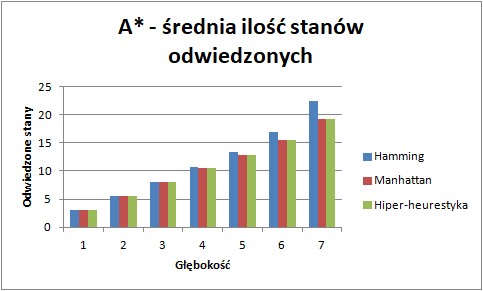 A* - średnia ilość stanów
odwiedzonych
Odwiedzone stany
25
20
15
10
5
0
1 2 3 4 5 6 7
Głębokość
Hamming
Manhattan
Hiper-heurestyka